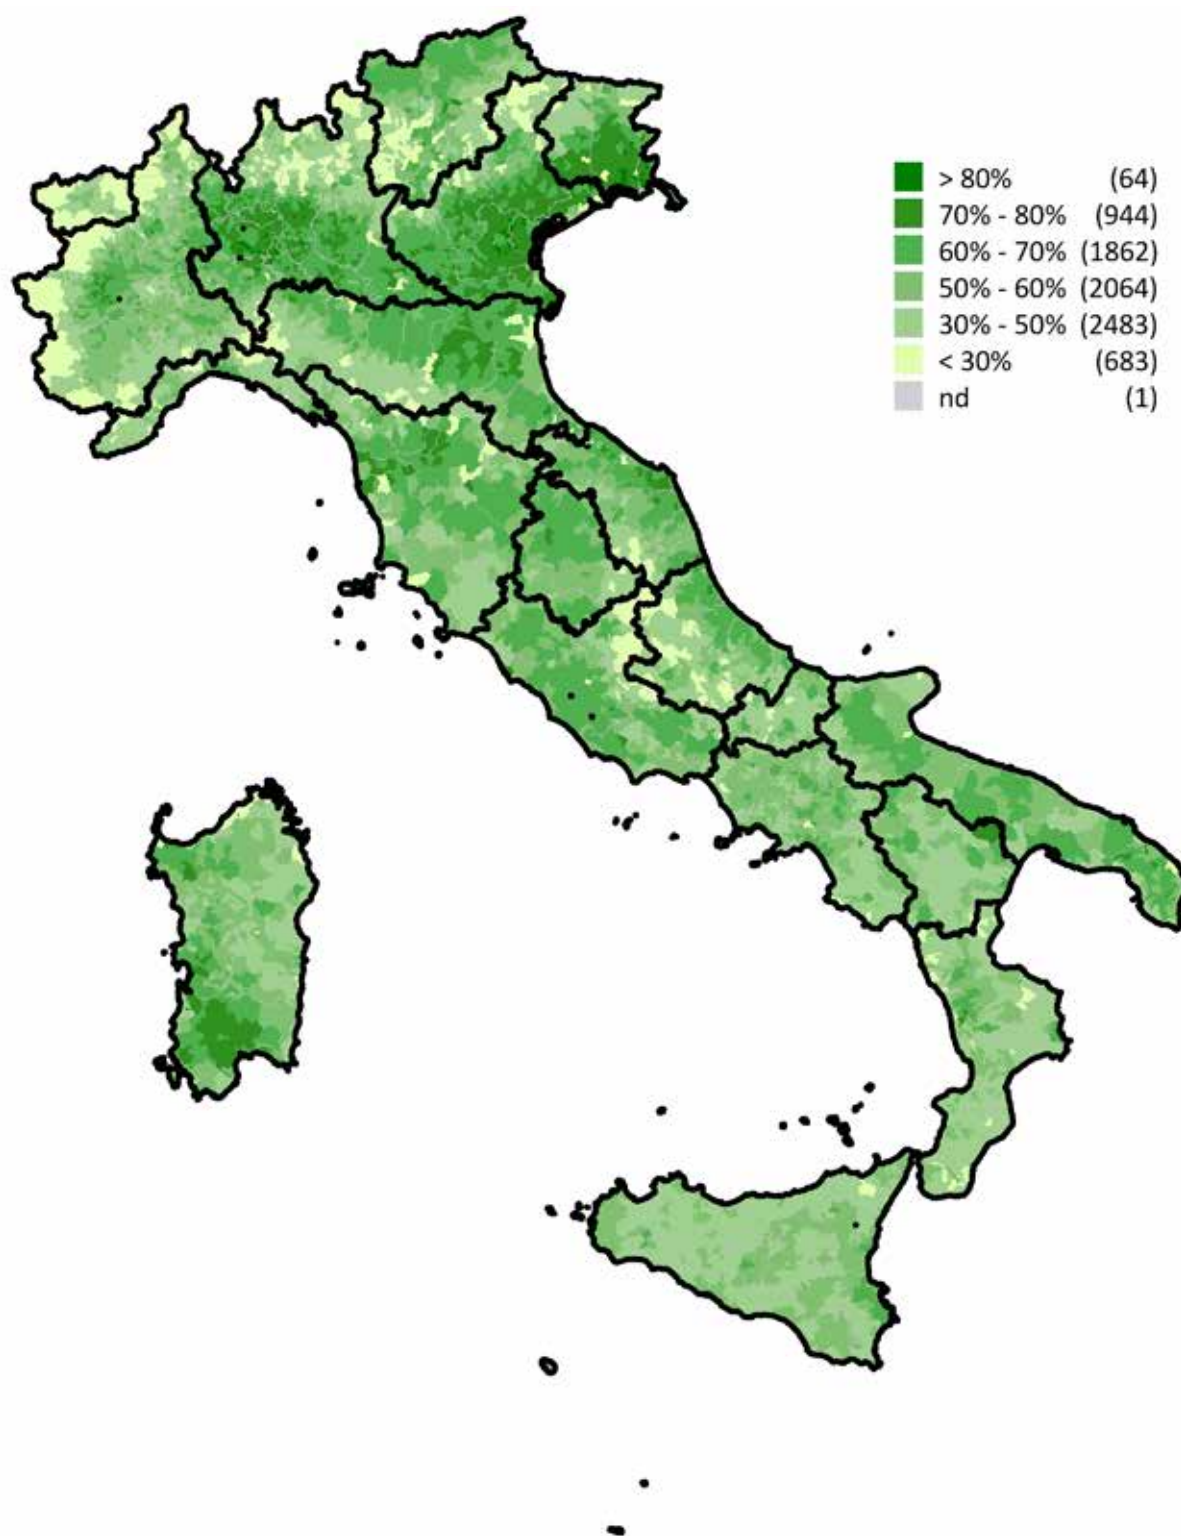 > 80% (64)
70% - 80% (944)
60% - 70% (1862)
50% - 60% (2064)
30% - 50% (2483)
< 30% (683)
nd (1)